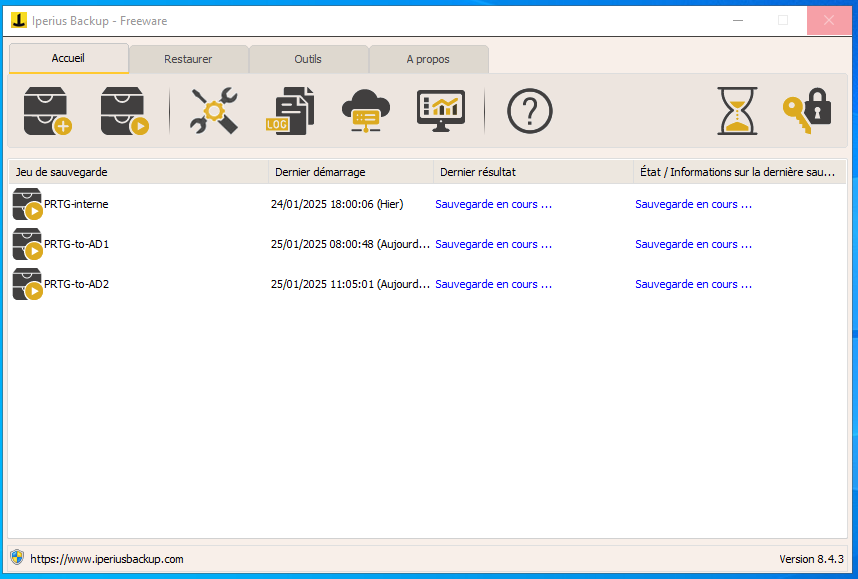 Iperius Backup - Freeware
Accueil Restaurer Outils A propos
LOG
Jeu de sauvegarde Dernier démarrage Dernier résultat État / Informations sur la dernière sau...
PRTG-interne 24/01/2025 18:00:06 (Hier) Sauvegarde en cours ... Sauvegarde en cours ...
PRTG-to-AD1 25/01/2025 08:00:48 (Aujourd... Sauvegarde en cours ... Sauvegarde en cours ...
PRTG-to-AD2 25/01/2025 11:05:01 (Aujourd... Sauvegarde en cours ... Sauvegarde en cours ...
https://www.iperiusbackup.com Version 8.4.3